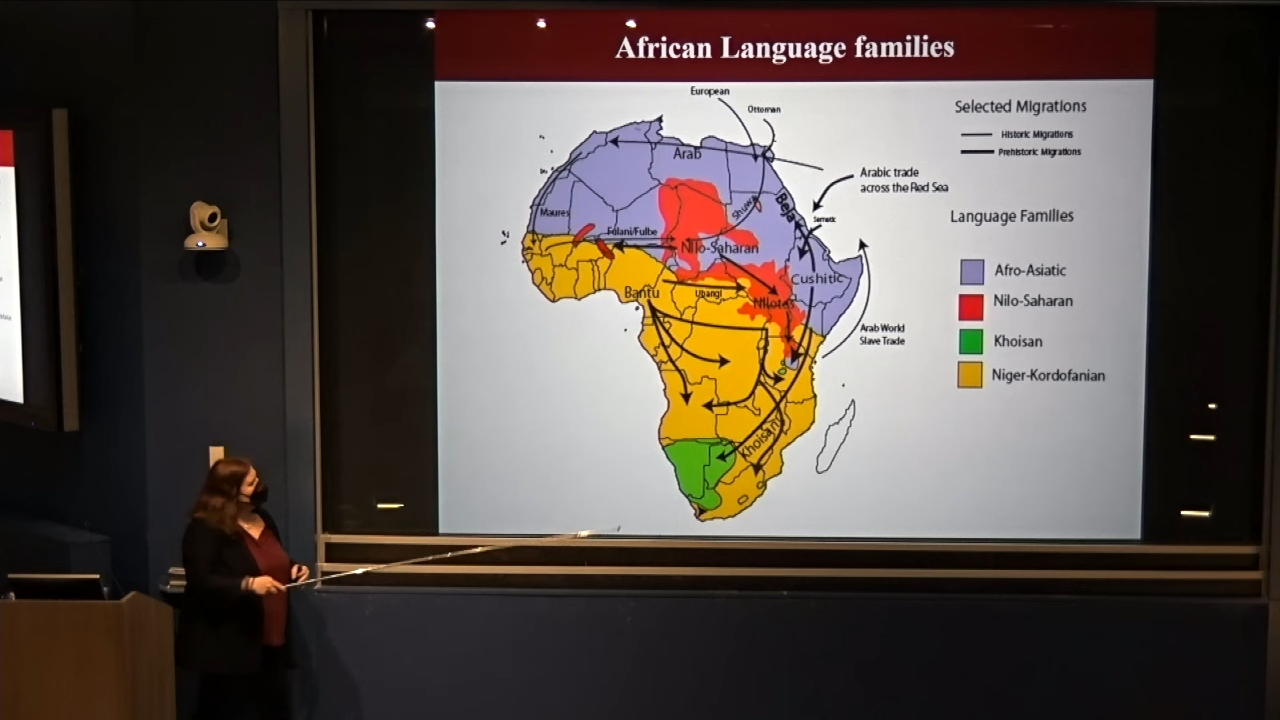 African Language families
European
Ottoman
Selected Migrations
Historic Migrations
Prehistoric Migrations
Arab
Arabic trade
across the Red Sea
Maures
Shuwa
Beja
Semetic
Language Families
Fulani/Fulbe
Nilo-Saharan
Cushitic
Afro-Asiatic
Bantu
Ubangi
Nilotes
Nilo-Saharan
Arab World
Slave Trade
Khoisan
Niger-Kordofanian
Khoisan